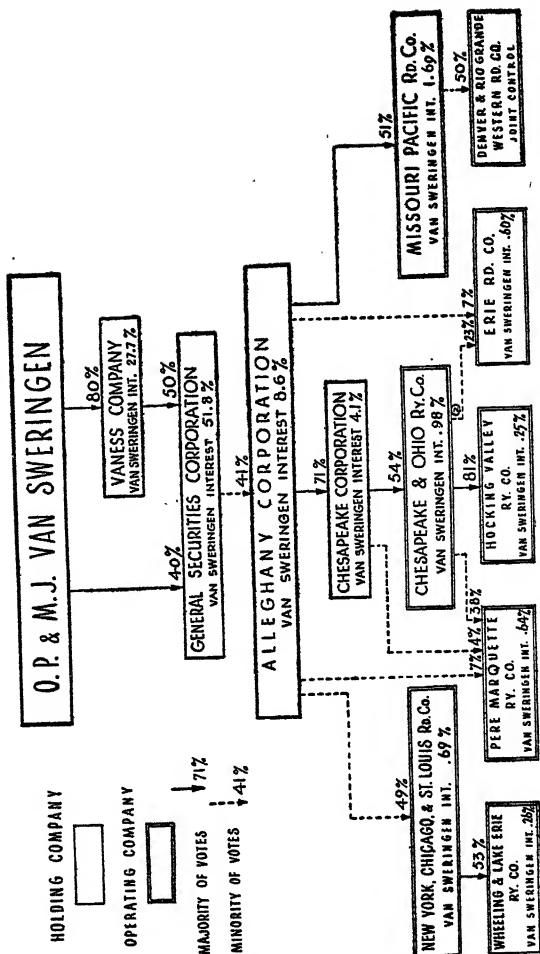 O.P. & M.J. VAN SWERINGEN
80%
VANESS COMPANY
VAN SWERINGEN INT. 27.7 %
40%
50%
GENERAL SECURITIES CORPORATION
VAN SWERINGEN INTEREST 51.8%
41%
ALLEGHANY CORPORATION
VAN SWERINGEN INTEREST 8.6%
HOLDING COMPANY
OPERATING COMPANY
MAJORITY OF VOTES
71%
MINORITY OF VOTES
41%
71%
CHESAPEAKE CORPORATION
VAN SWERINGEN INTEREST 4.1%
51%
MISSOURI PACIFIC RD. CO.
VAN SWERINGEN INT. 1.69%
49%
54%
CHESAPEAKE & OHIO RY. CO.
VAN SWERINGEN INT. .98%
NEW YORK, CHICAGO, & ST. LOUIS RD. CO.
VAN SWERINGEN INT. .69%
53%
7%
4%
38%
81%
23%
7%
50%
WHEELING & LAKE ERIE
RY. CO.
VAN SWERINGEN INT. .26%
PERE MARQUETTE
RY. CO.
VAN SWERINGEN INT. .64%
HOCKING VALLEY
RY. CO.
VAN SWERINGEN INT. .25%
ERIE RD. CO.
VAN SWERINGEN INT. .60%
DENVER & RIO GRANDE
WESTERN RD. CO.
JOINT CONTROL